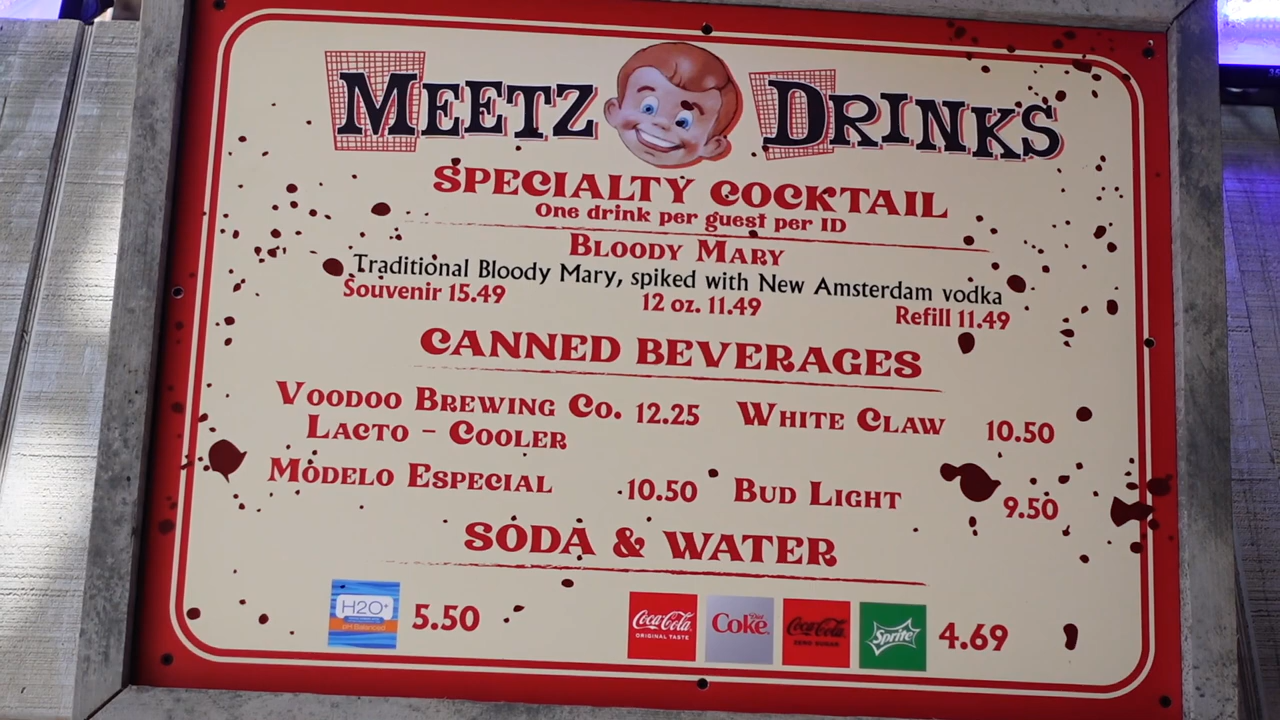 MEETZ DRINKS
SPECIALTY COCKTAIL
One drink per guest per ID
BLOODY MARY
Traditional Bloody Mary, spiked with New Amsterdam vodka
Souvenir 15.49 12 oz. 11.49 Refill 11.49
CANNED BEVERAGES
VOODOO BREWING CO. 12.25 WHITE CLAW 10.50
LACTO - COOLER
MODELO ESPECIAL 10.50 BUD LIGHT 9.50
SODA & WATER
H2O+ pH Balanced 5.50 Coca-Cola ORIGINAL TASTE Diet Coke Coca-Cola ZERO SUGAR Sprite 4.69